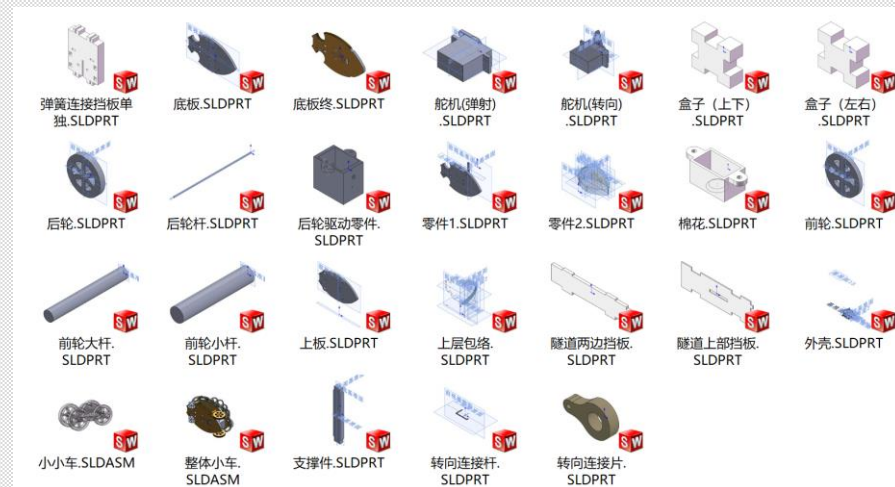 弹簧连接挡板单
独.SLDPRT
底板.SLDPRT
底板终.SLDPRT
舵机(弹射)
.SLDPRT
舵机(转向)
.SLDPRT
盒子（上下）
.SLDPRT
盒子（左右）
.SLDPRT
后轮.SLDPRT
后轮杆.SLDPRT
后轮驱动零件.
SLDPRT
零件1.SLDPRT
零件2.SLDPRT
棉花.SLDPRT
前轮.SLDPRT
前轮大杆.
SLDPRT
前轮小杆.
SLDPRT
上板.SLDPRT
上层包络.
SLDPRT
隧道两边挡板.
SLDPRT
隧道上部挡板.
SLDPRT
外壳.SLDPRT
小小车.SLDASM
整体小车.
SLDASM
支撑件.SLDPRT
转向连接杆.
SLDPRT
转向连接片.
SLDPRT